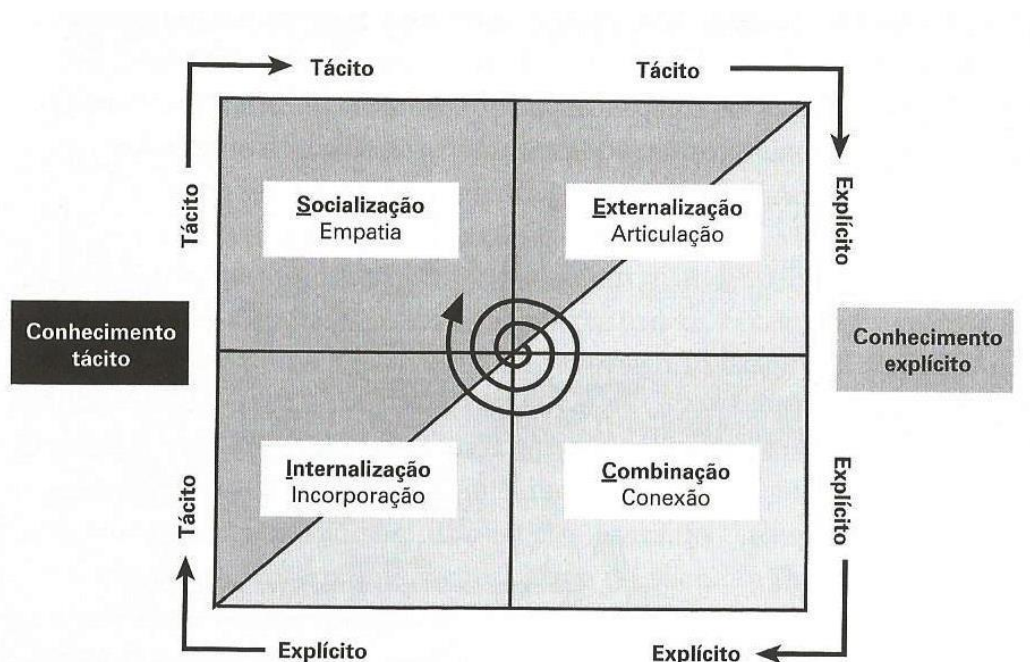 Tácito
Tácito
Tácito
Explícito
Socialização
Empatia
Externalização
Articulação
Conhecimento
tácito
Conhecimento
explícito
Internalização
Incorporação
Combinação
Conexão
Tácito
Explícito
Explícito
Explícito